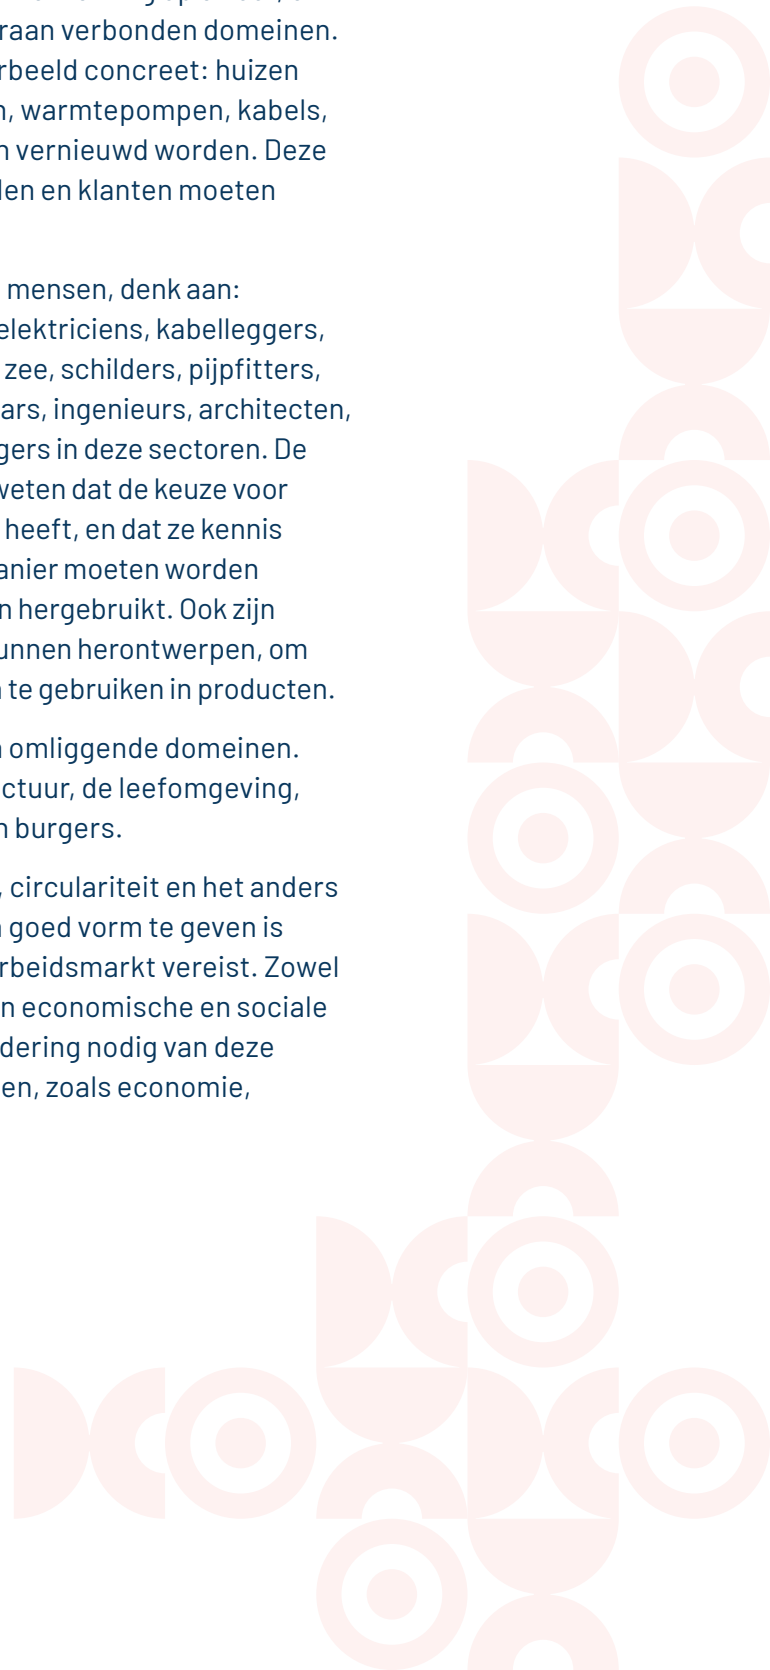 raan verbonden domeinen.
rbeeld concreet: huizen
n, warmtepompen, kabels,
n vernieuwd worden. Deze
den en klanten moeten
mensen, denk aan:
elektriciens, kabelleggers,
zee, schilders, pijpfitters,
ars, ingenieurs, architecten,
gers in deze sectoren. De
weten dat de keuze voor
heeft, en dat ze kennis
anier moeten worden
n hergebruikt. Ook zijn
unnen herontwerpen, om
te gebruiken in producten.
omliggende domeinen.
ctuur, de leefomgeving,
n burgers.
, circulariteit en het anders
goed vorm te geven is
rbeidsmarkt vereist. Zowel
n economische en sociale
dering nodig van deze
en, zoals economie,